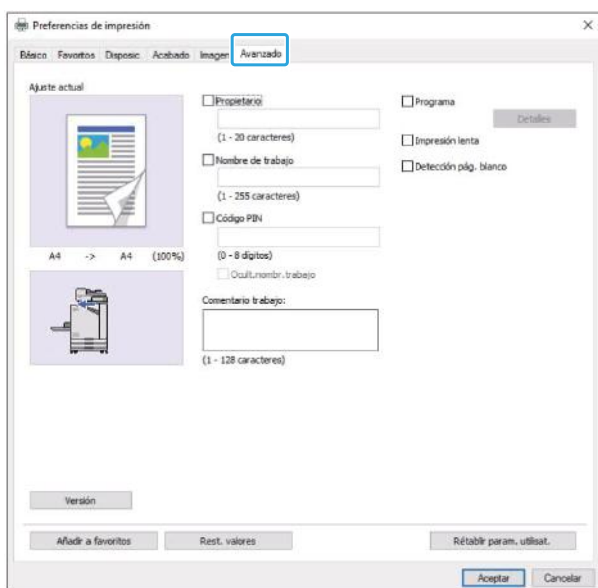 Preferencias de impresión
Básico Favoritos Disposic. Acabado Imagen Avanzado
Ajuste actual
A4 -> A4 (100%)
Propietario
(1 - 20 caracteres)
Nombre de trabajo
(1 - 255 caracteres)
Código PIN
(0 - 8 dígitos)
Ocult.nombr.trabajo
Comentario trabajo:
(1 - 128 caracteres)
Programa
Detalles
Impresión lenta
Detección pág. blanco
Versión
Añadir a favoritos Rest. valores Rétablir param. utilisat.
Aceptar Cancelar